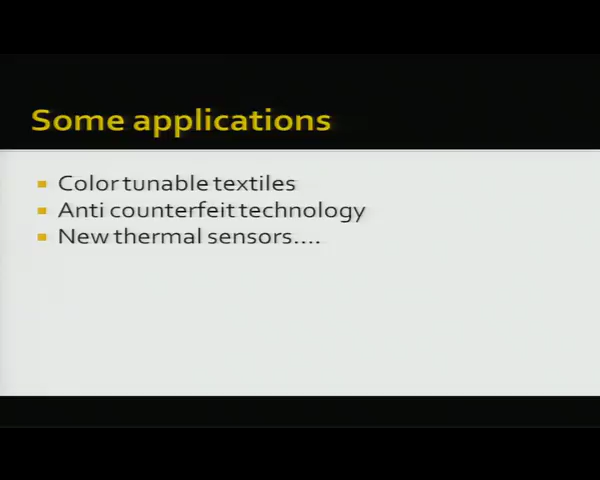 Some applications
Color tunable textiles
Anti counterfeit technology
New thermal sensors....